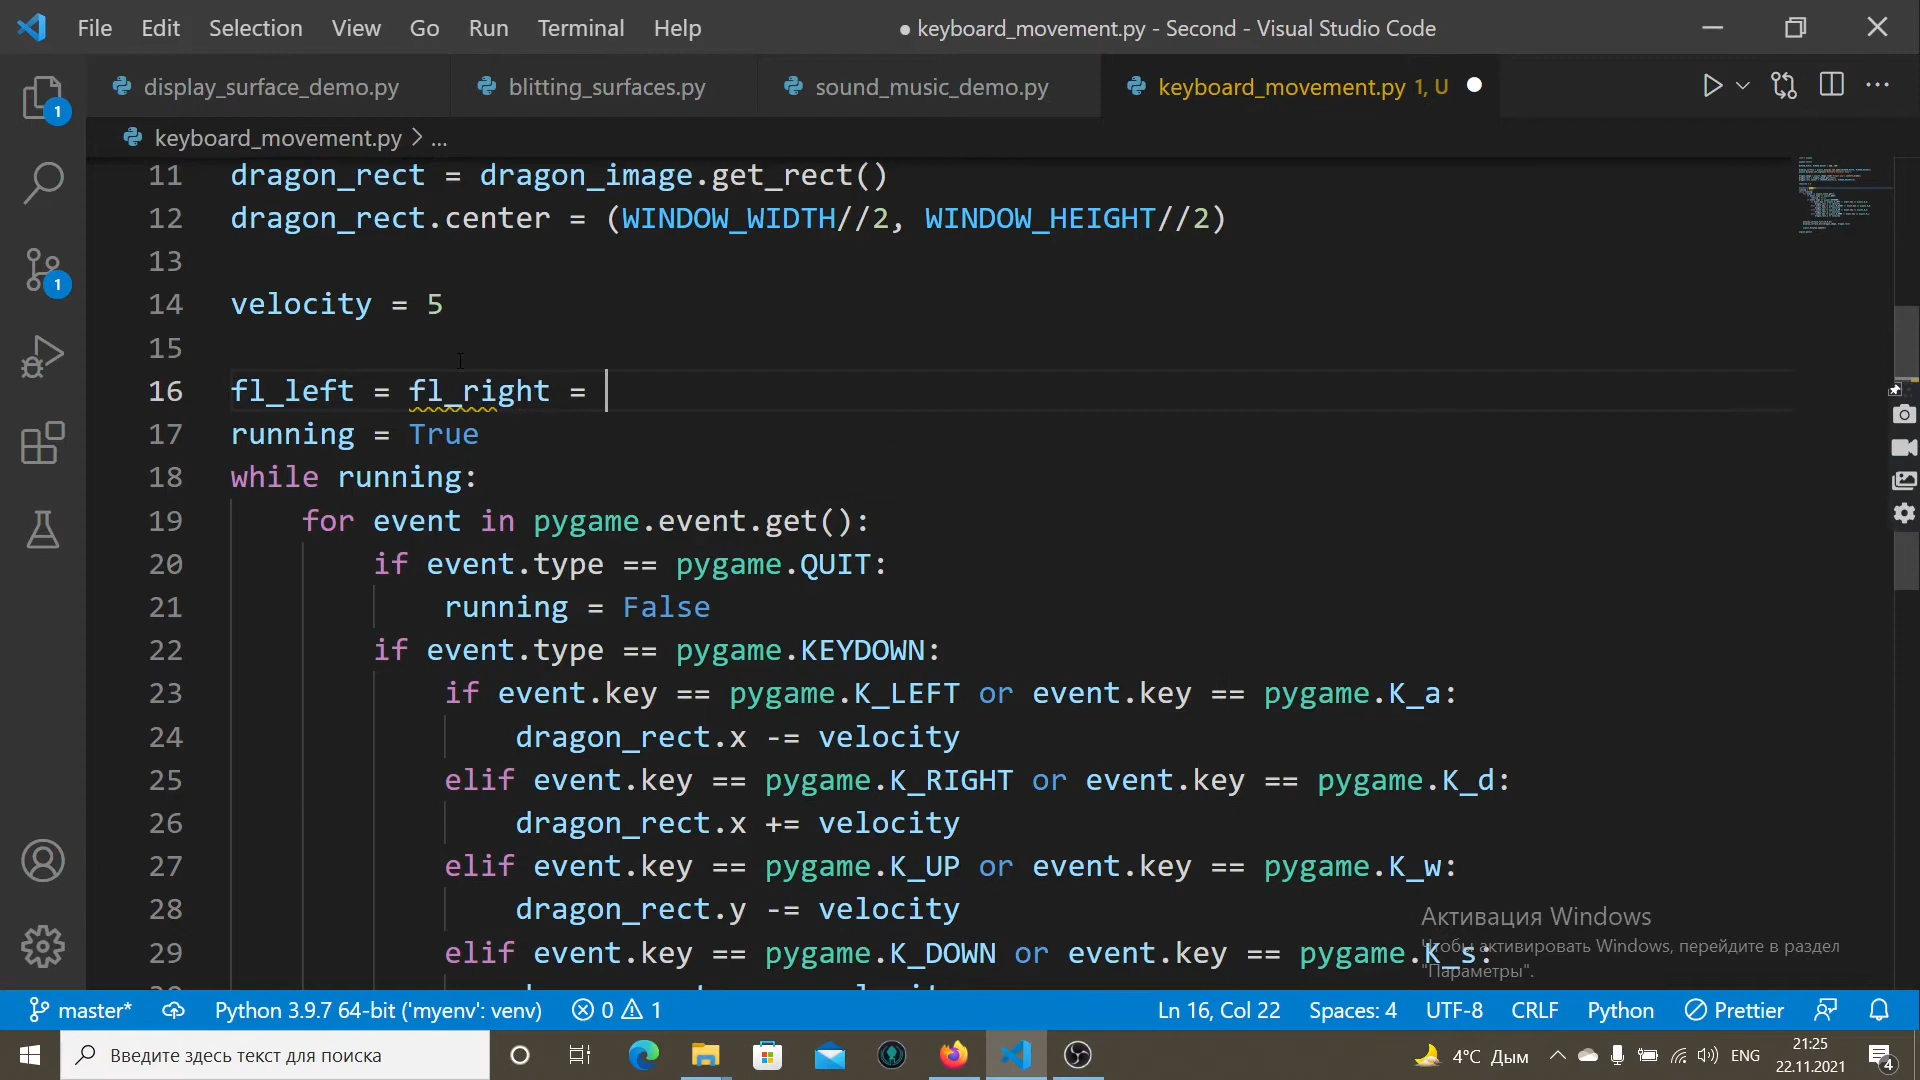 File Edit Selection View Go Run Terminal Help ● keyboard_movement.py - Second - Visual Studio Code
display_surface_demo.py blitting_surfaces.py sound_music_demo.py keyboard_movement.py 1, U
keyboard_movement.py > ...
11 dragon_rect = dragon_image.get_rect()
12 dragon_rect.center = (WINDOW_WIDTH//2, WINDOW_HEIGHT//2)
13
14 velocity = 5
15
16 fl_left = fl_right =
17 running = True
18 while running:
19 for event in pygame.event.get():
20 if event.type == pygame.QUIT:
21 running = False
22 if event.type == pygame.KEYDOWN:
23 if event.key == pygame.K_LEFT or event.key == pygame.K_a:
24 dragon_rect.x -= velocity
25 elif event.key == pygame.K_RIGHT or event.key == pygame.K_d:
26 dragon_rect.x += velocity
27 elif event.key == pygame.K_UP or event.key == pygame.K_w:
28 dragon_rect.y -= velocity
29 elif event.key == pygame.K_DOWN or event.key == pygame.K_s:
Активация Windows
Чтобы активировать Windows, перейдите в раздел
"Параметры".
1
1
master* Python 3.9.7 64-bit ('myenv': venv) 0 1 Ln 16, Col 22 Spaces: 4 UTF-8 CRLF Python Prettier
Введите здесь текст для поиска 4°C Дым ENG 21:25
22.11.2021 4